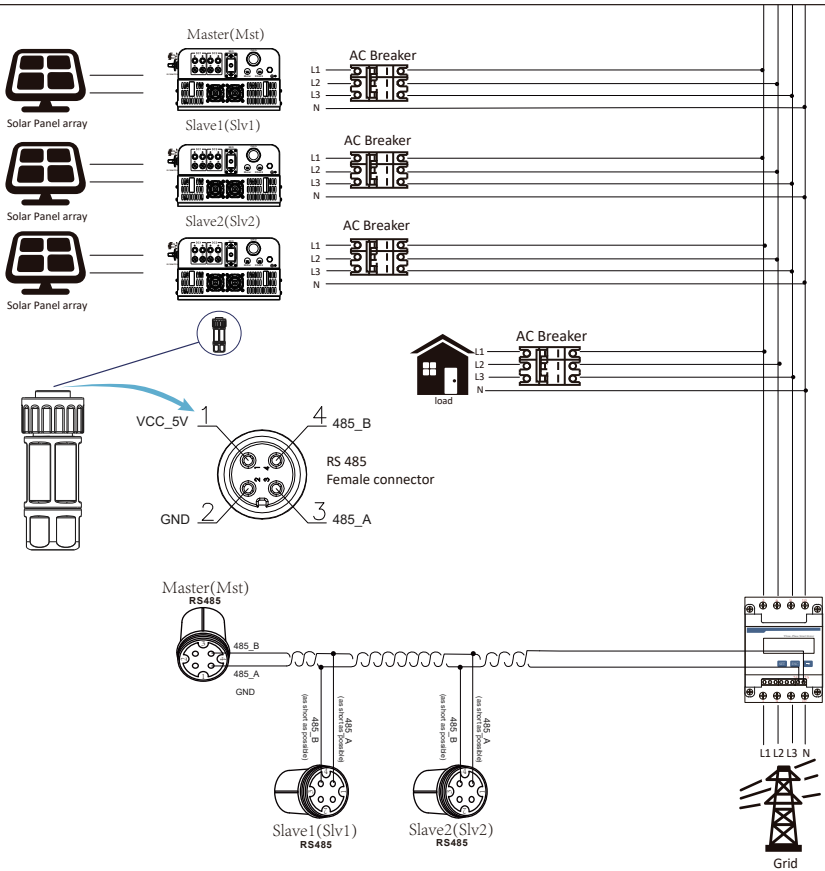 Master(Mst)
AC Breaker
L1
L2
L3
N
Solar Panel array
Slave1(Slv1)
AC Breaker
L1
L2
L3
N
Solar Panel array
Slave2(Slv2)
AC Breaker
L1
L2
L3
N
Solar Panel array
AC Breaker
L1
L2
L3
N
load
VCC_5V 1
4 485_B
1 4
2 3
RS 485
Female connector
GND 2
3 485_A
Master(Mst)
RS485
485_B
485_A
GND
485_B
(as short as possible)
485_A
(as short as possible)
485_B
(as short as possible)
485_A
(as short as possible)
Slave1(Slv1)
RS485
Slave2(Slv2)
RS485
L1 L2 L3 N
Grid